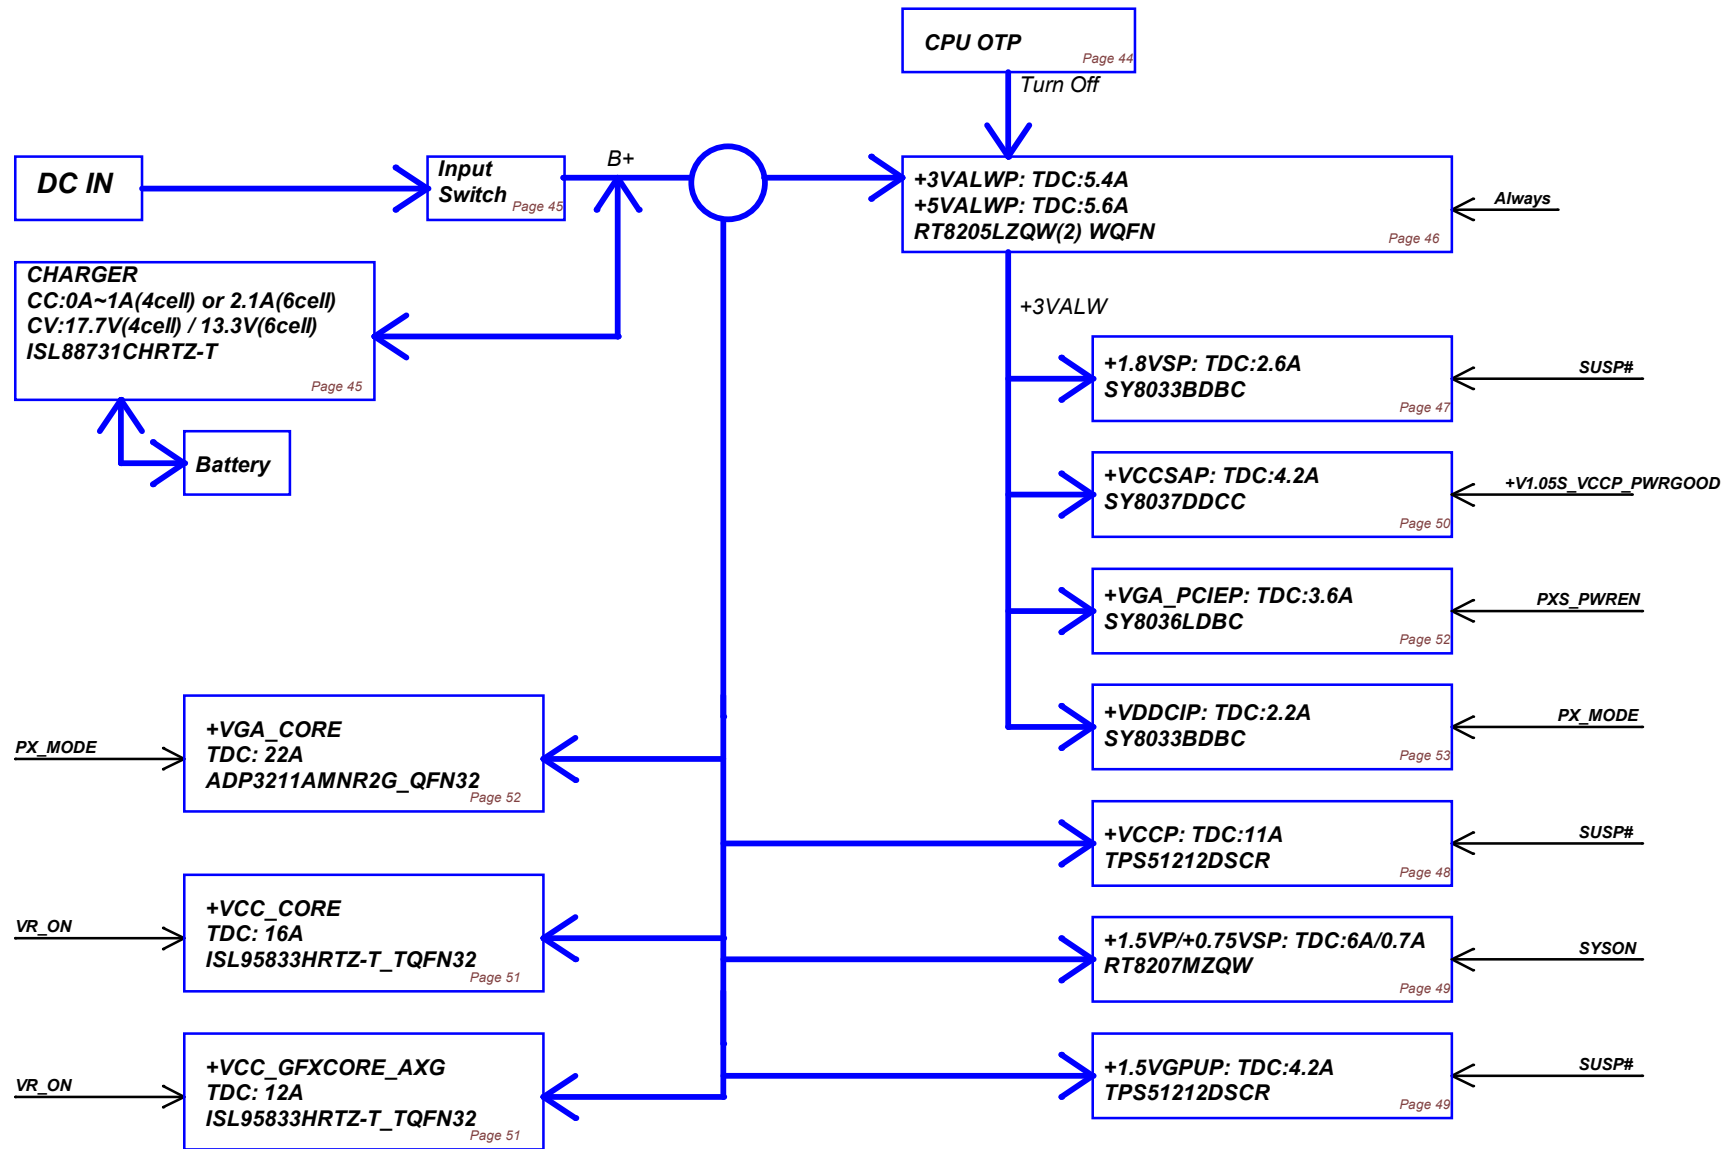 CPU OTP
Page 44
Turn Off
DC IN
Input
Switch
Page 45
B+
+3VALWP: TDC:5.4A
+5VALWP: TDC:5.6A
RT8205LZQW(2) WQFN
Page 46
Always
CHARGER
CC:0A~1A(4cell) or 2.1A(6cell)
CV:17.7V(4cell) / 13.3V(6cell)
ISL88731CHRTZ-T
Page 45
Battery
+3VALW
+1.8VSP: TDC:2.6A
SY8033BDBC
Page 47
SUSP#
+VCCSAP: TDC:4.2A
SY8037DDCC
Page 50
+V1.05S_VCCP_PWRGOOD
+VGA_PCIEP: TDC:3.6A
SY8036LDBC
Page 52
PXS_PWREN
+VDDCIP: TDC:2.2A
SY8033BDBC
Page 53
PX_MODE
PX_MODE
+VGA_CORE
TDC: 22A
ADP3211AMNR2G_QFN32
Page 52
+VCCP: TDC:11A
TPS51212DSCR
Page 48
SUSP#
VR_ON
+VCC_CORE
TDC: 16A
ISL95833HRTZ-T_TQFN32
Page 51
+1.5VP/+0.75VSP: TDC:6A/0.7A
RT8207MZQW
Page 49
SYSON
VR_ON
+VCC_GFXCORE_AXG
TDC: 12A
ISL95833HRTZ-T_TQFN32
Page 51
+1.5VGPUP: TDC:4.2A
TPS51212DSCR
Page 49
SUSP#